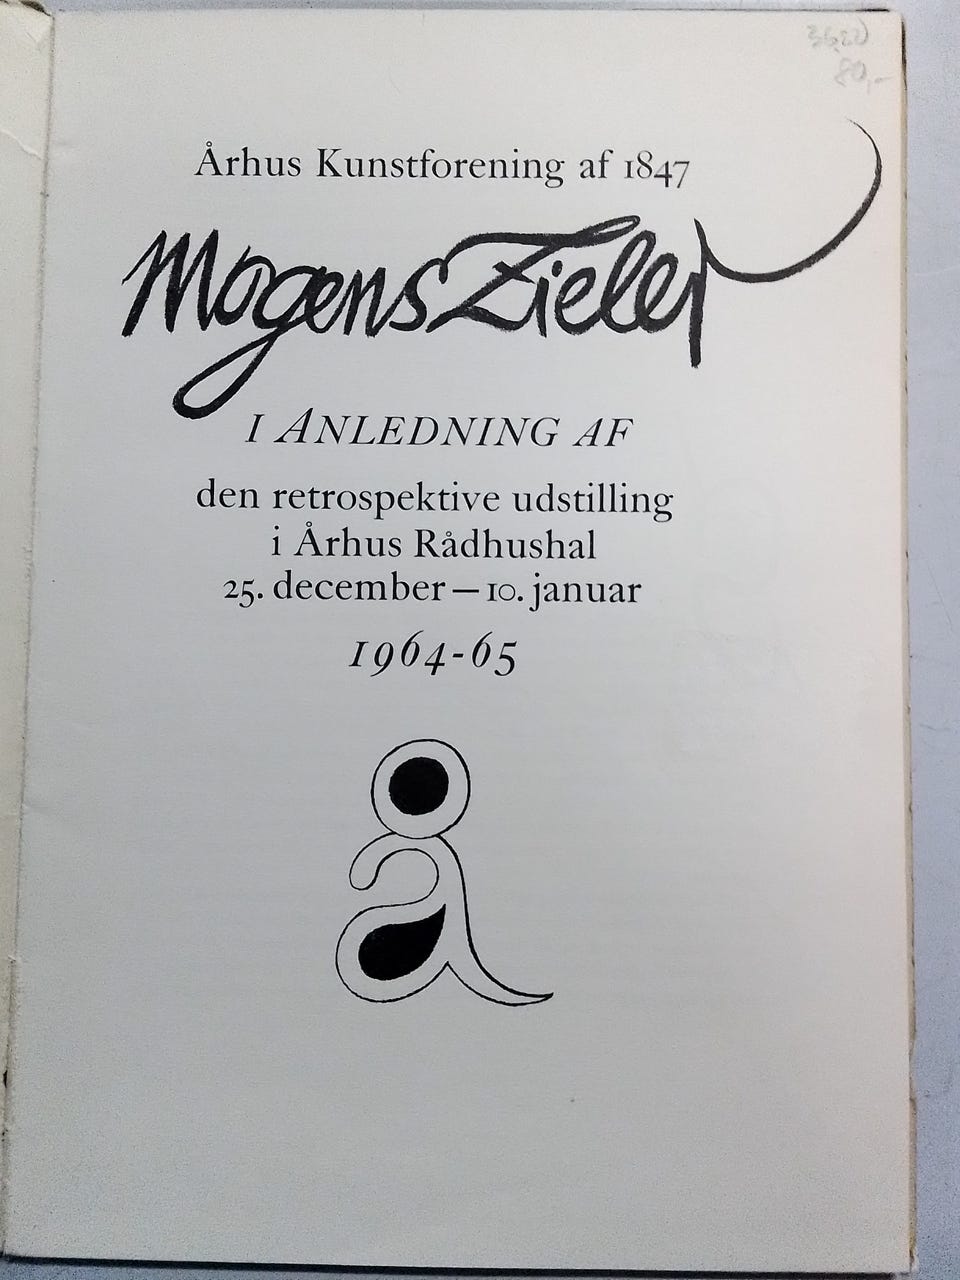 80,-
Århus Kunstforening af 1847
Mogens Zieler
I ANLEDNING AF
den retrospektive udstilling
i Århus Rådhushal
25. december — 10. januar
1964-65
å